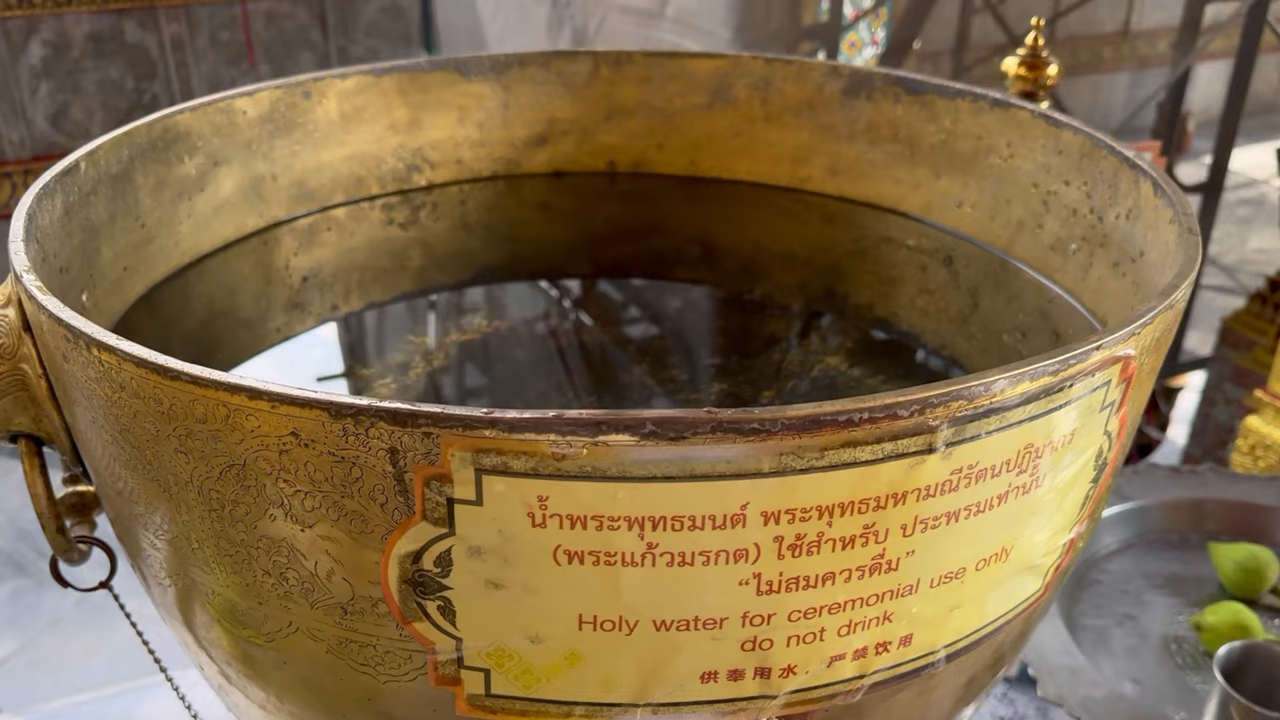 น้ำพระพุทธมนต์ พระพุทธมหามณีรัตนปฏิมากร
(พระแก้วมรกต) ใช้สำหรับ ประพรมเท่านั้น
“ไม่สมควรดื่ม”
Holy water for ceremonial use only
do not drink
供奉用水，严禁饮用